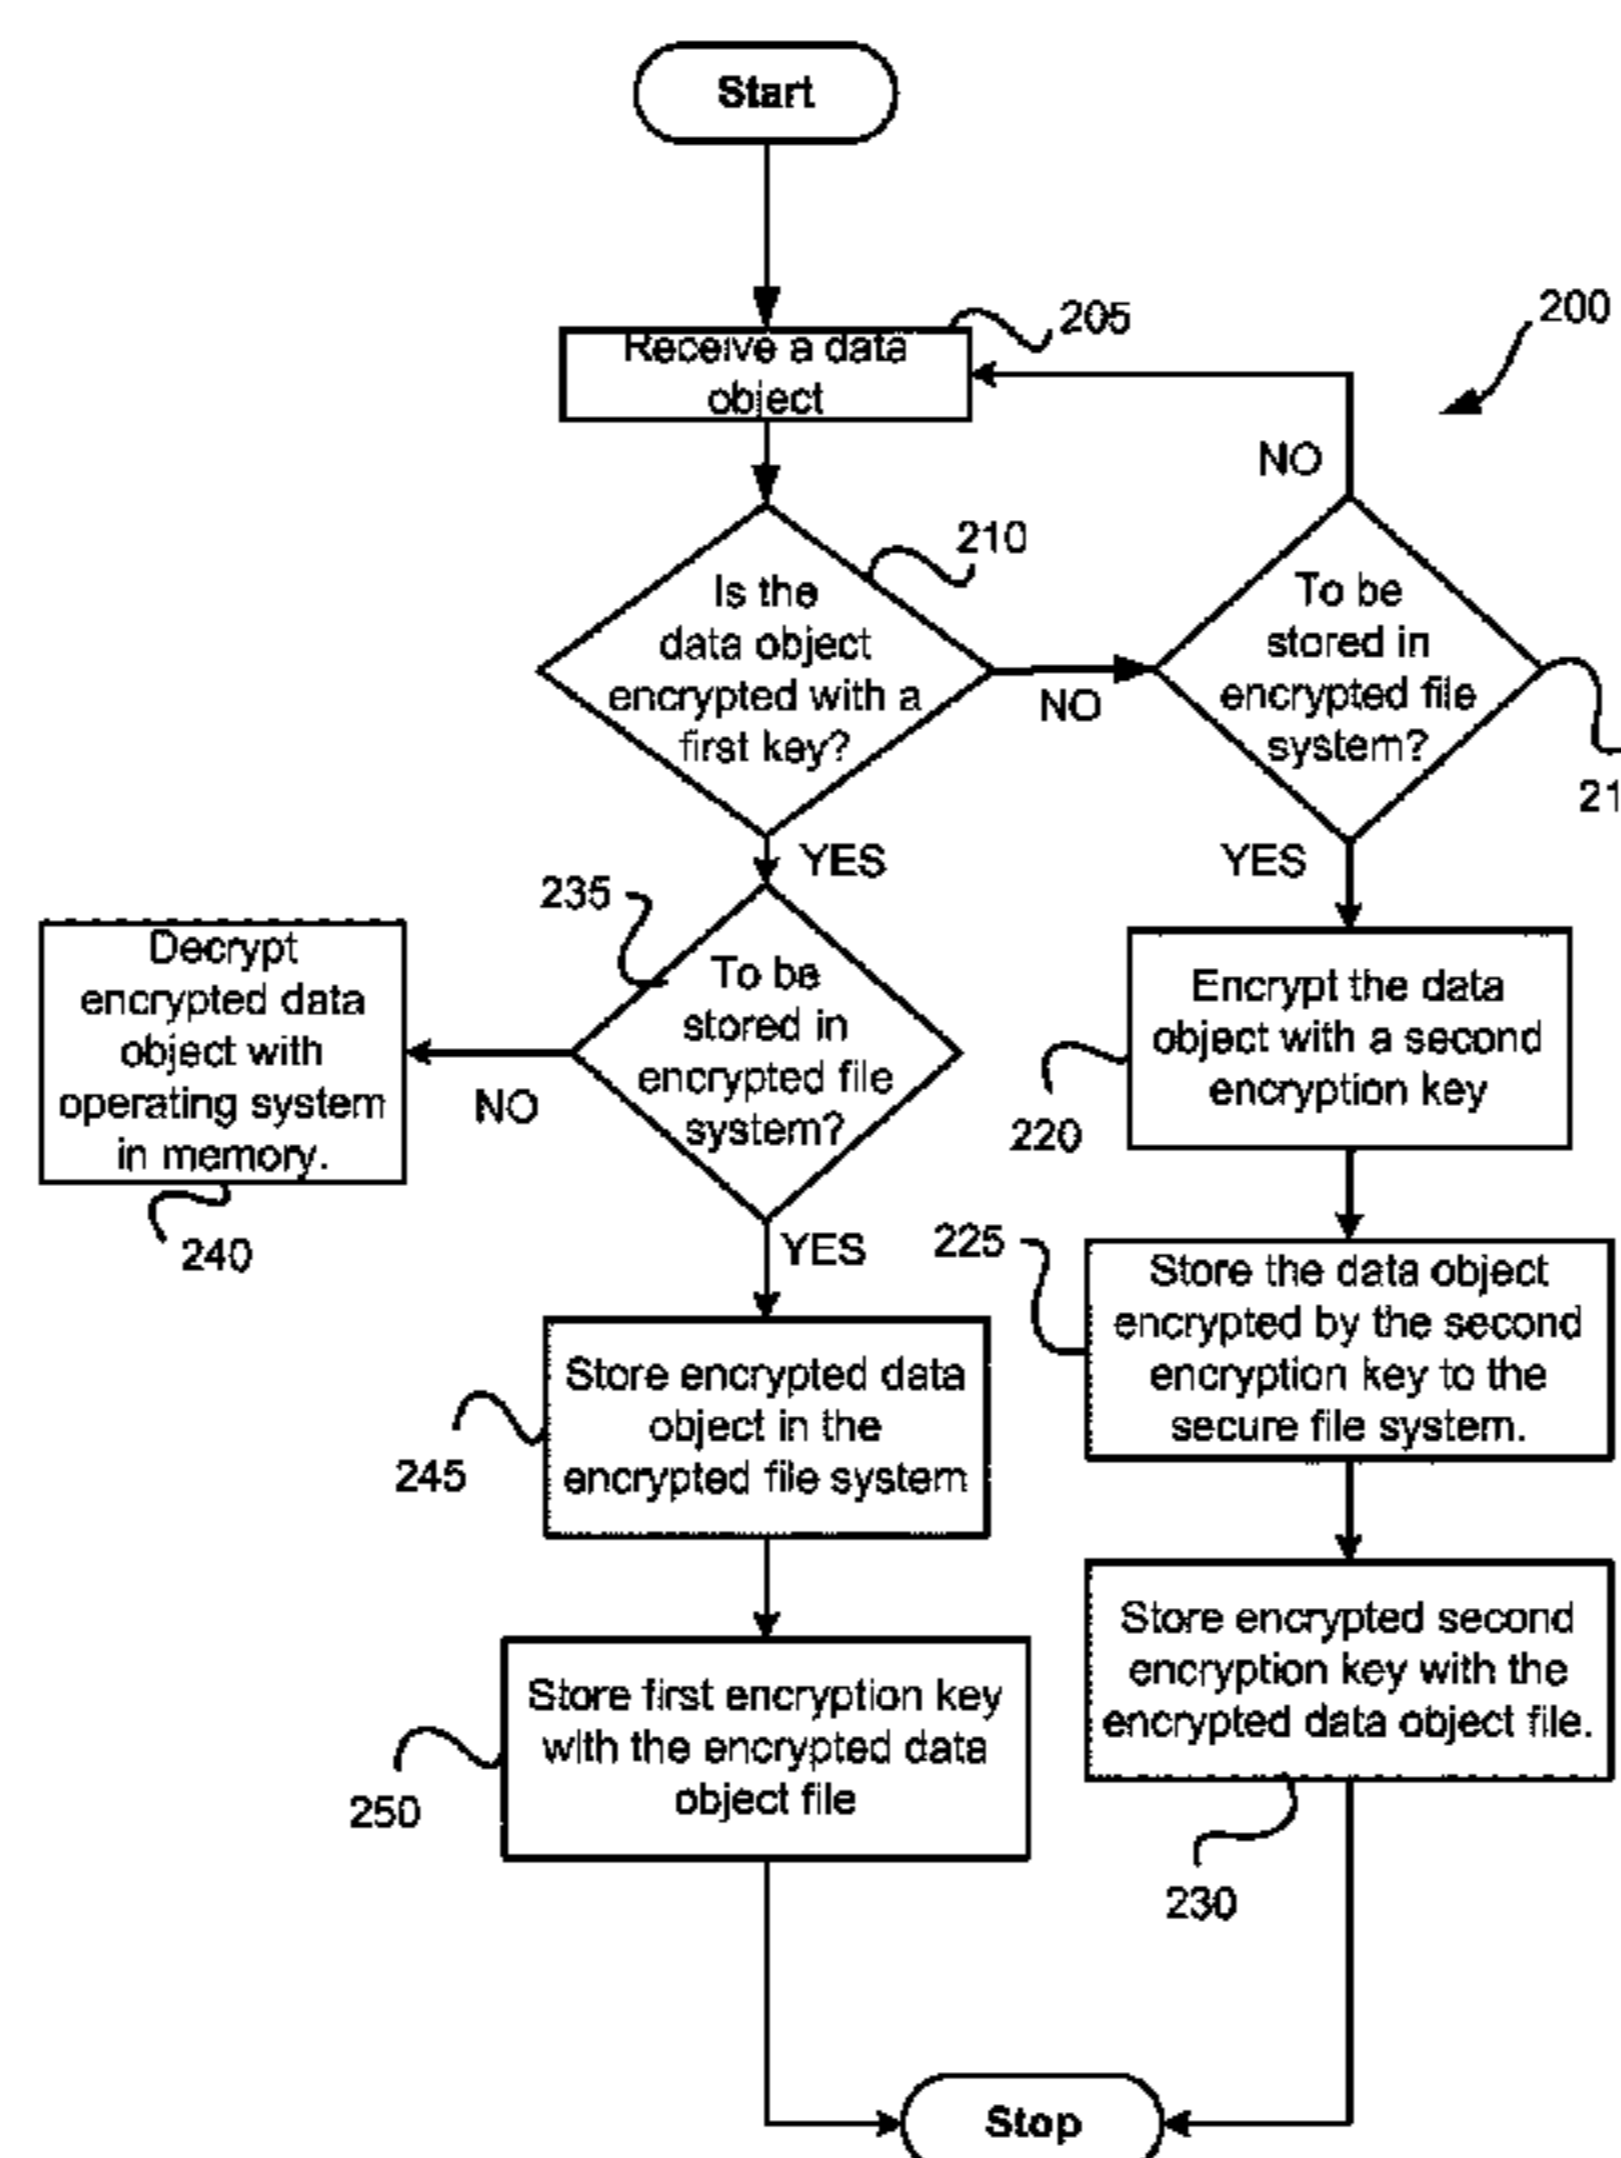 Start
205
200
Receive a data
object
NO
210
Is the
data object
encrypted with a
first key?
NO
To be
stored in
encrypted file
system?
21
YES
YES
235
Decrypt
encrypted data
object with
operating system
in memory.
240
NO
To be
stored in
encrypted file
system?
YES
Encrypt the data
object with a second
encryption key
220
225
Store the data object
encrypted by the second
encryption key to the
secure file system.
Store encrypted data
object in the
encrypted file system
245
Store encrypted second
encryption key with the
encrypted data object file.
230
Store first encryption key
with the encrypted data
object file
250
Stop